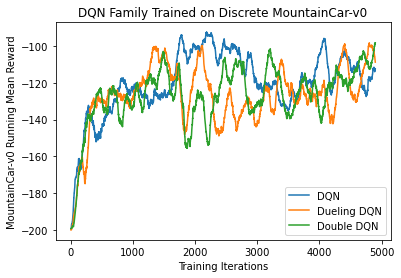 DQN Family Trained on Discrete MountainCar-v0
MountainCar-v0 Running Mean Reward
−100
−120
−140
−160
−180
−200
0
1000
2000
3000
4000
5000
Training Iterations
DQN
Dueling DQN
Double DQN